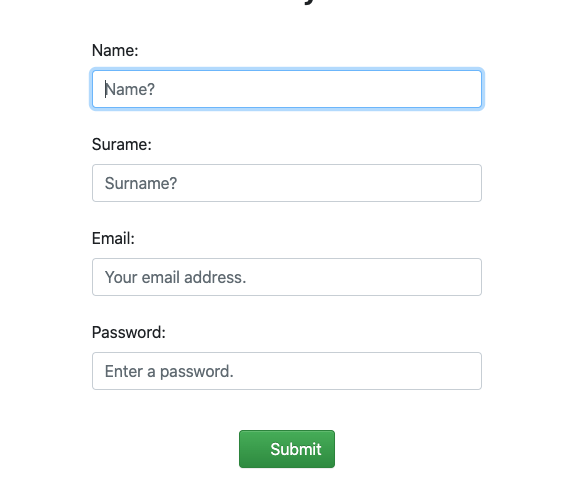 Name:
Name?
Surame:
Surname?
Email:
Your email address.
Password:
Enter a password.
Submit